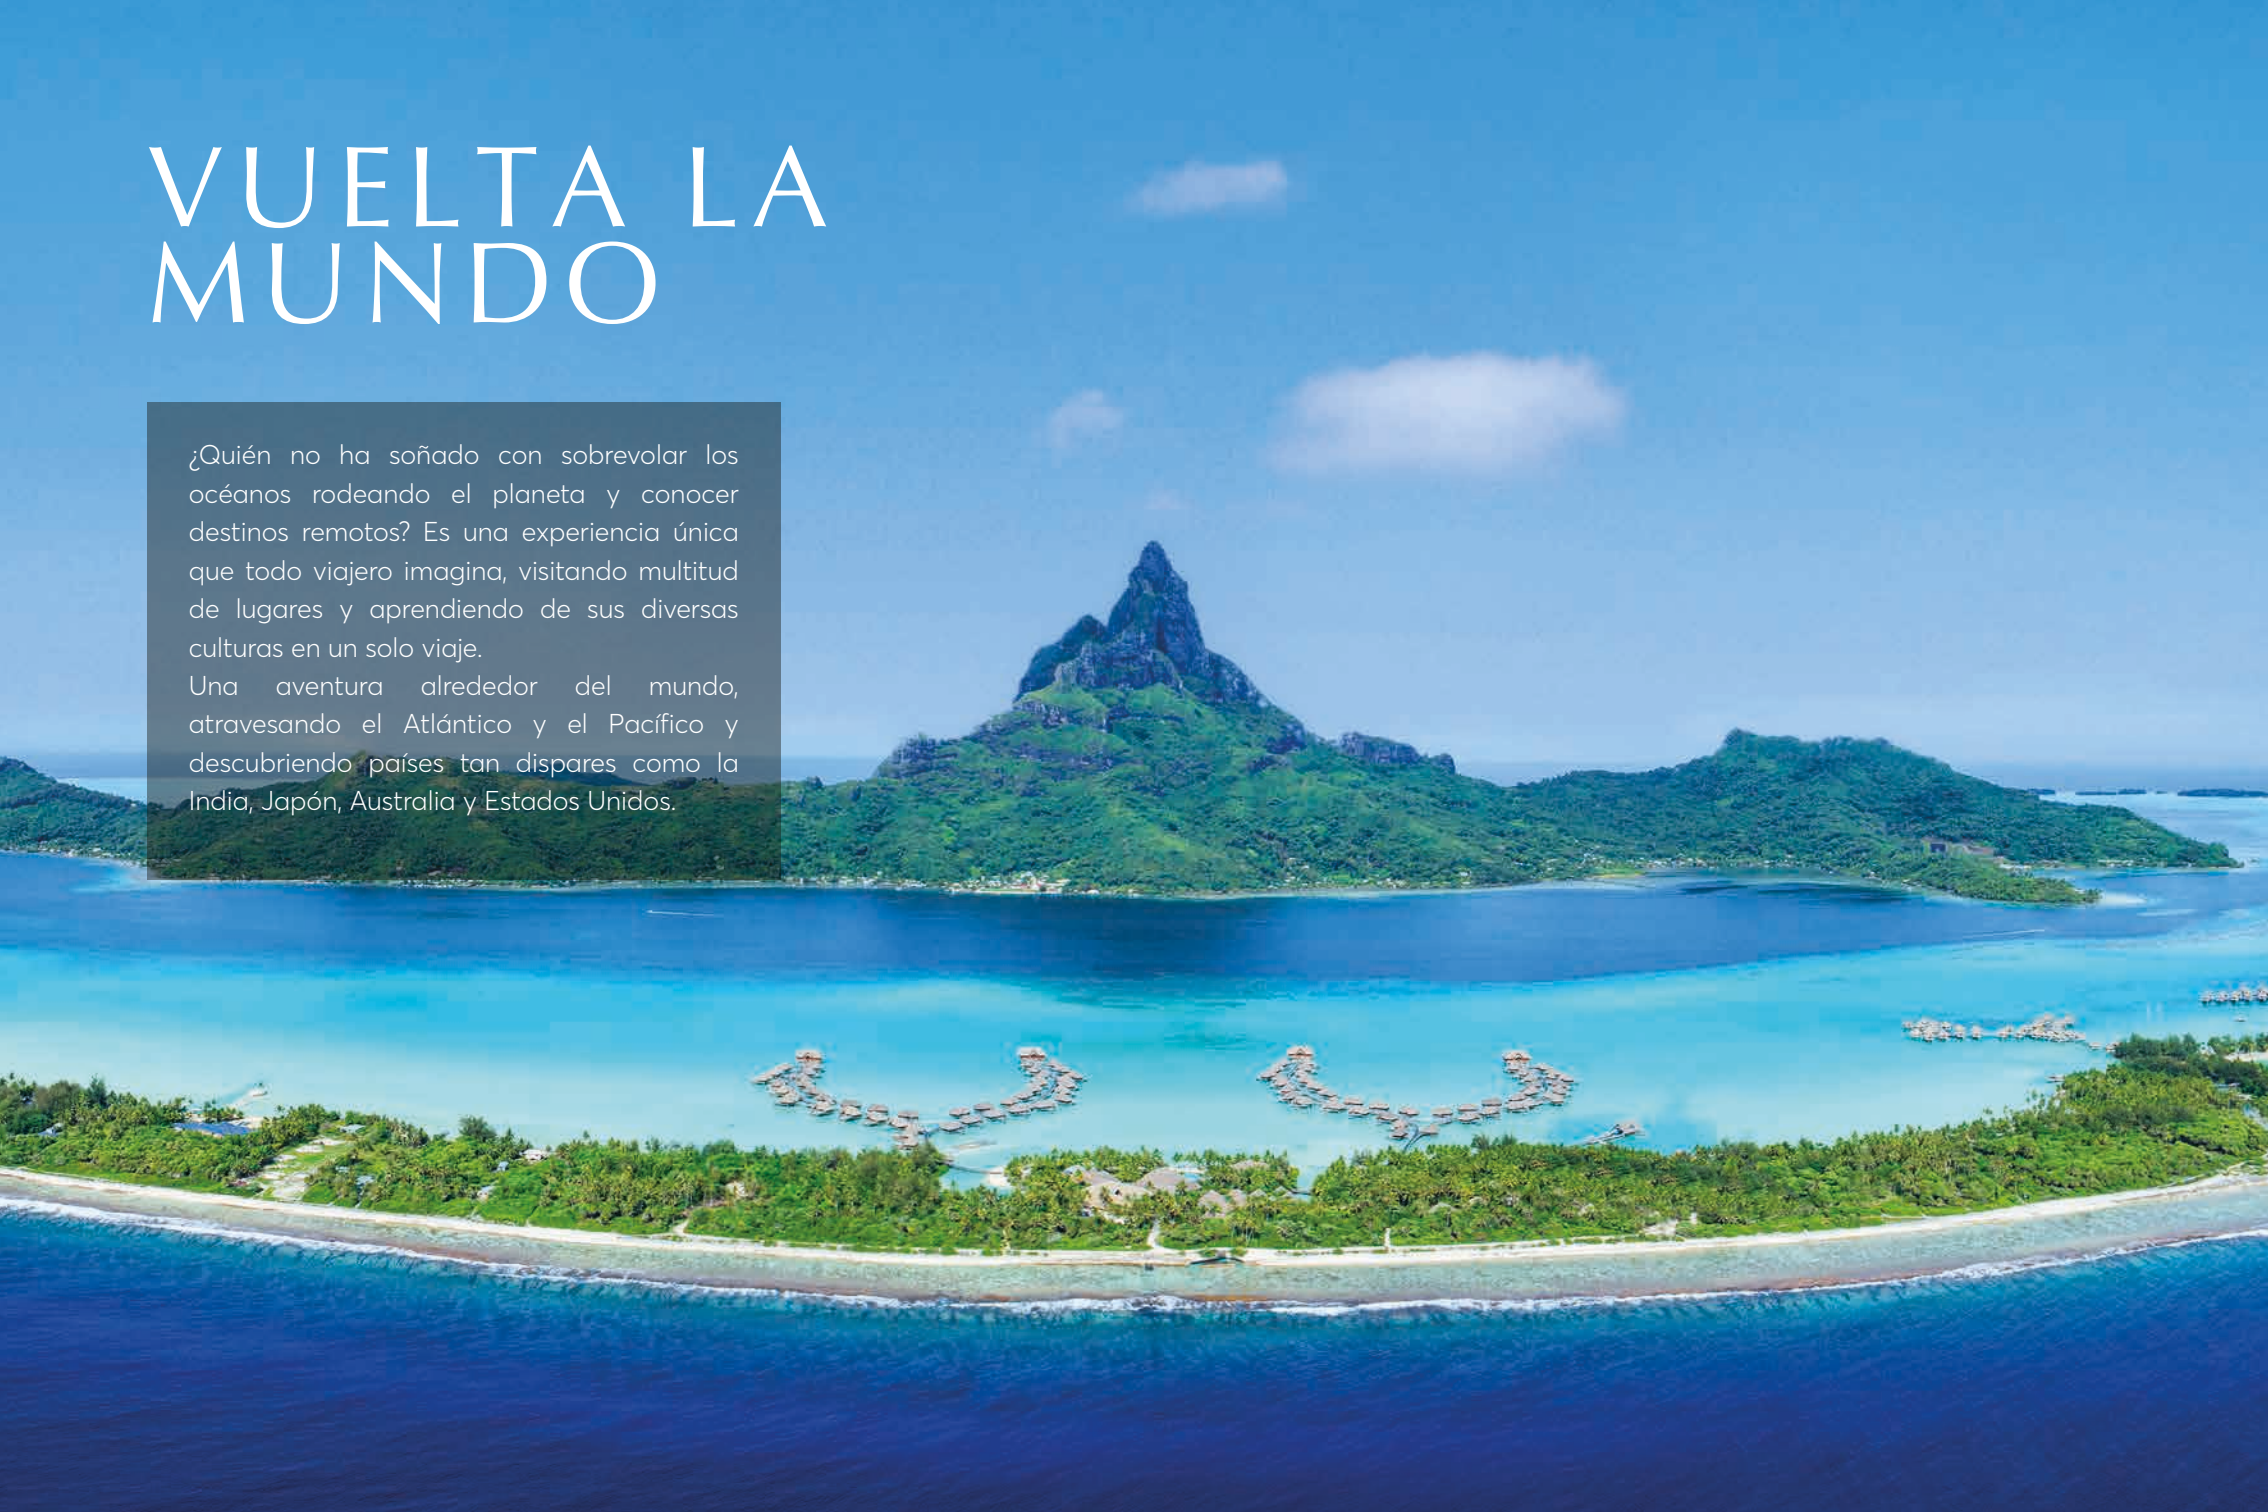 VUELTA LA
MUNDO
¿Quién no ha soñado con sobrevolar los
océanos rodeando el planeta y conocer
destinos remotos? Es una experiencia única
que todo viajero imagina, visitando multitud
de lugares y aprendiendo de sus diversas
culturas en un solo viaje.
Una aventura alrededor del mundo,
atravesando el Atlántico y el Pacífico y
descubriendo países tan dispares como la
India, Japón, Australia y Estados Unidos.